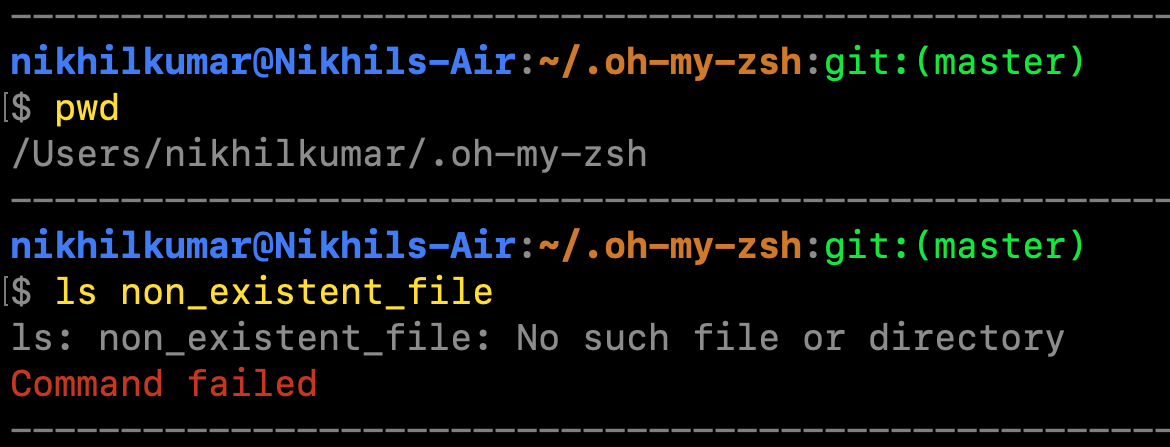 --------------------------------------------------------
nikhilkumar@Nikhils-Air:~/.oh-my-zsh:git:(master)
[$ pwd
/Users/nikhilkumar/.oh-my-zsh
--------------------------------------------------------
nikhilkumar@Nikhils-Air:~/.oh-my-zsh:git:(master)
[$ ls non_existent_file
ls: non_existent_file: No such file or directory
Command failed
--------------------------------------------------------